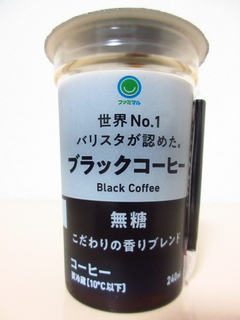 ファミマル
世界No.1
バリスタが認めた。
ブラックコーヒー
Black Coffee
無糖
こだわりの香りブレンド
コーヒー
要冷蔵【10℃以下】
240ml